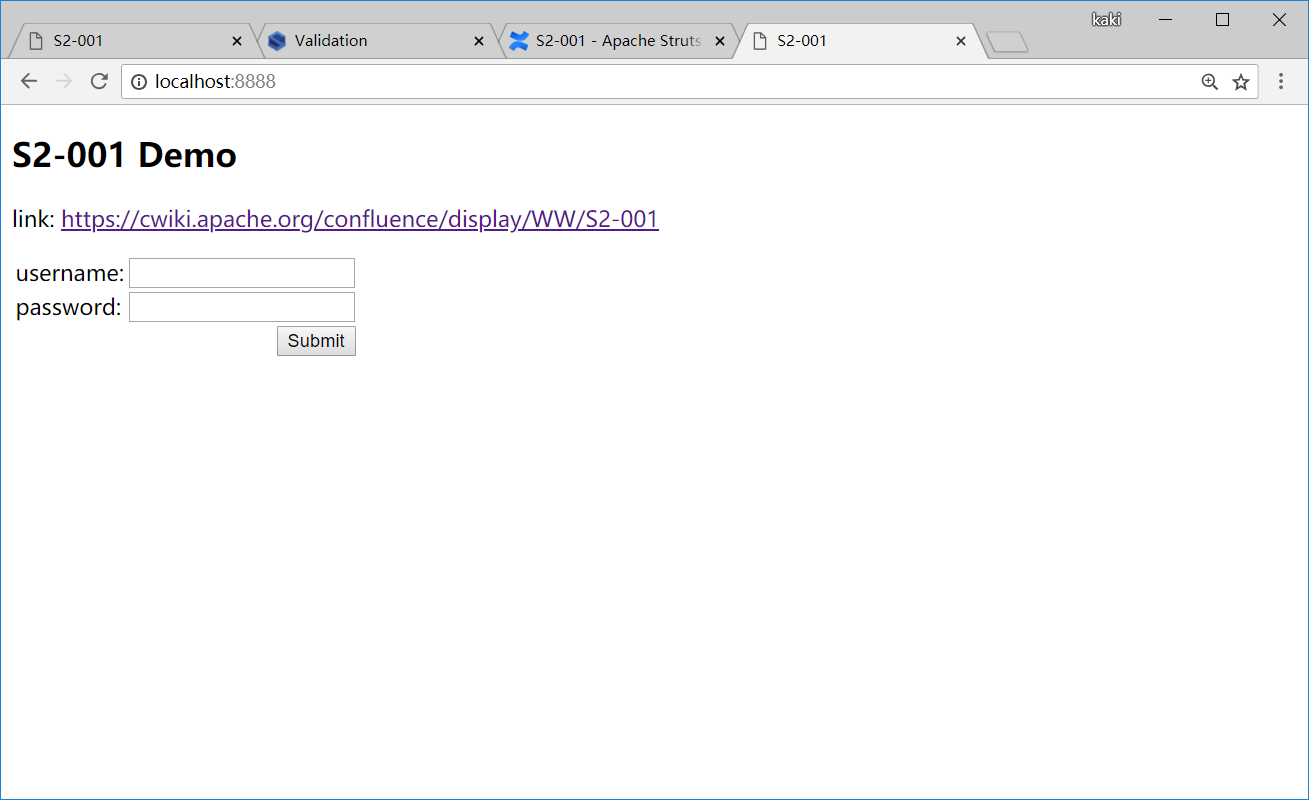 kaki
S2-001
Validation
S2-001 - Apache Struts
S2-001
localhost:8888
S2-001 Demo
link: https://cwiki.apache.org/confluence/display/WW/S2-001
username:
password:
Submit